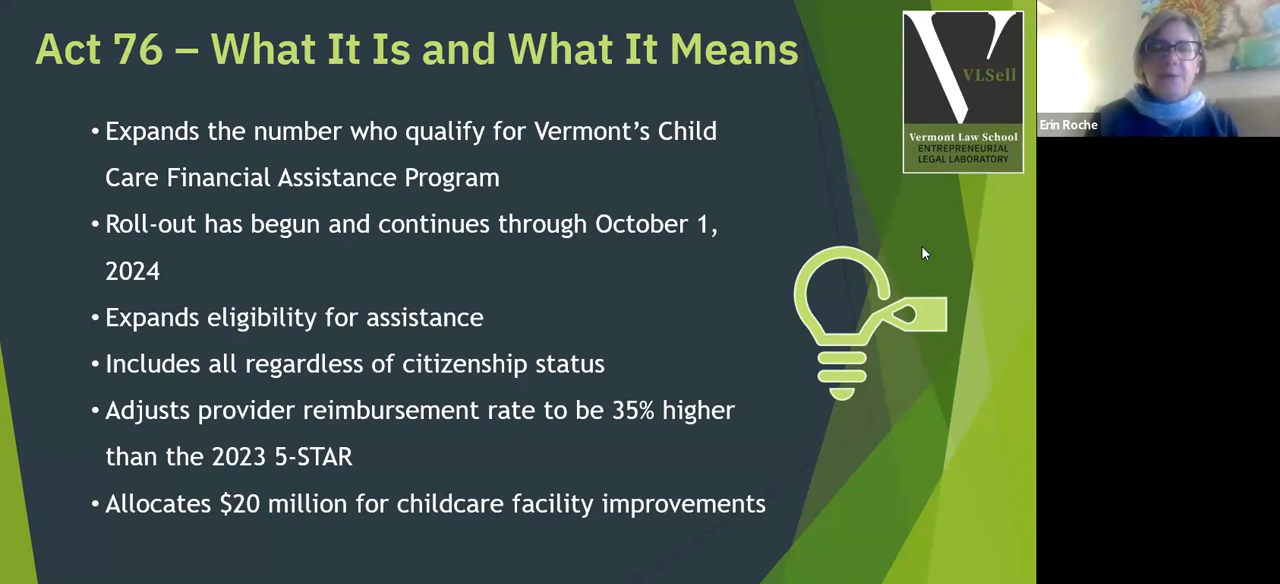 Act 76 – What It Is and What It Means
• Expands the number who qualify for Vermont’s Child
Care Financial Assistance Program
• Roll-out has begun and continues through October 1,
2024
• Expands eligibility for assistance
• Includes all regardless of citizenship status
• Adjusts provider reimbursement rate to be 35% higher
than the 2023 5-STAR
• Allocates $20 million for childcare facility improvements
VLSell
Vermont Law School
ENTREPRENEURIAL
LEGAL LABORATORY
Erin Roche